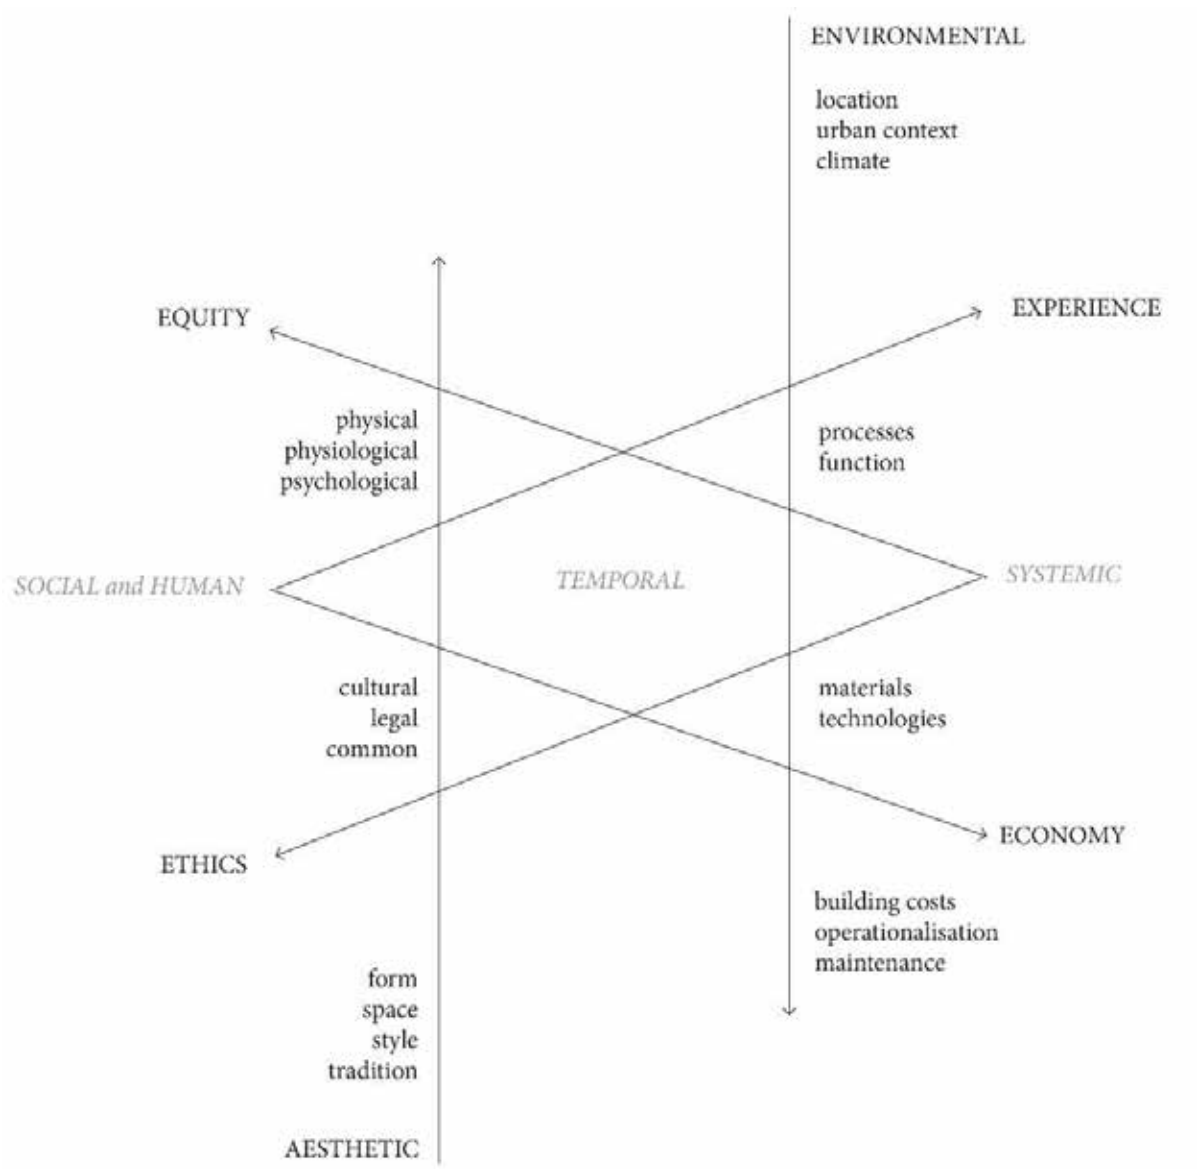 ENVIRONMENTAL
location
urban context
climate
EQUITY
EXPERIENCE
physical
physiological
psychological
processes
function
SOCIAL and HUMAN
TEMPORAL
SYSTEMIC
cultural
legal
common
materials
technologies
ETHICS
ECONOMY
building costs
operationalisation
maintenance
form
space
style
tradition
AESTHETIC